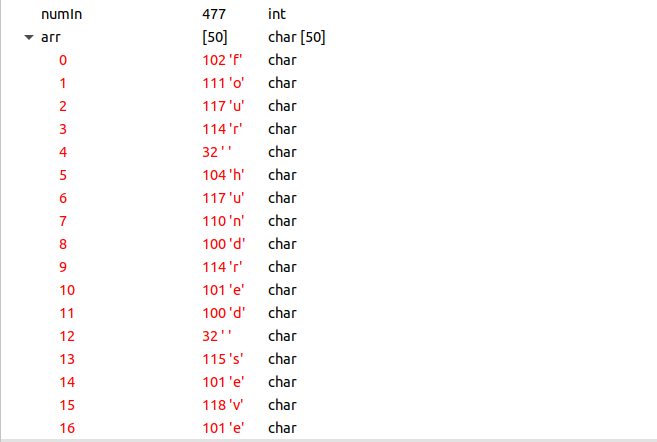 numIn 477 int
arr [50] char [50]
0 102 'f' char
1 111 'o' char
2 117 'u' char
3 114 'r' char
4 32 ' ' char
5 104 'h' char
6 117 'u' char
7 110 'n' char
8 100 'd' char
9 114 'r' char
10 101 'e' char
11 100 'd' char
12 32 ' ' char
13 115 's' char
14 101 'e' char
15 118 'v' char
16 101 'e' char